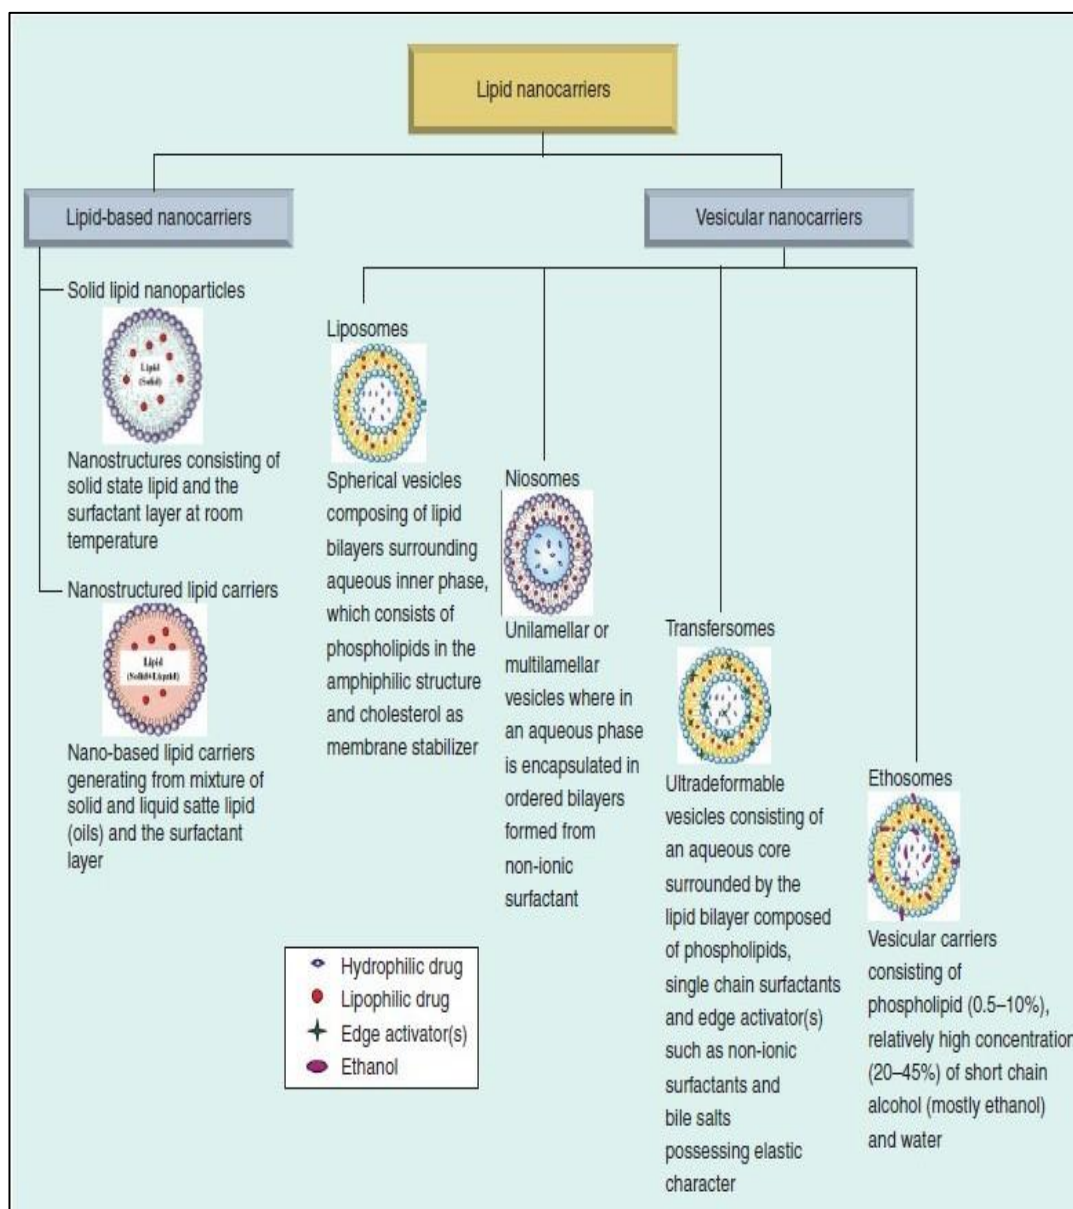 Lipid nanocarriers
Lipid-based nanocarriers
Vesicular nanocarriers
Solid lipid nanoparticles
Lipid
(Solid)
Nanostructures consisting of
solid state lipid and the
surfactant layer at room
temperature
Nanostructured lipid carriers
Lipid
(Solid+Liquid)
Nano-based lipid carriers
generating from mixture of
solid and liquid satte lipid
(oils) and the surfactant
layer
Liposomes
Spherical vesicles
composing of lipid
bilayers surrounding
aqueous inner phase,
which consists of
phospholipids in the
amphiphilic structure
and cholesterol as
membrane stabilizer
Niosomes
Unilamellar or
multilamellar
vesicles where in
an aqueous phase
is encapsulated in
ordered bilayers
formed from
non-ionic
surfactant
Transfersomes
Ultradeformable
vesicles consisting of
an aqueous core
surrounded by the
lipid bilayer composed
of phospholipids,
single chain surfactants
and edge activator(s)
such as non-ionic
surfactants and
bile salts
possessing elastic
character
Ethosomes
Vesicular carriers
consisting of
phospholipid (0.5–10%),
relatively high concentration
(20–45%) of short chain
alcohol (mostly ethanol)
and water
Hydrophilic drug
Lipophilic drug
Edge activator(s)
Ethanol